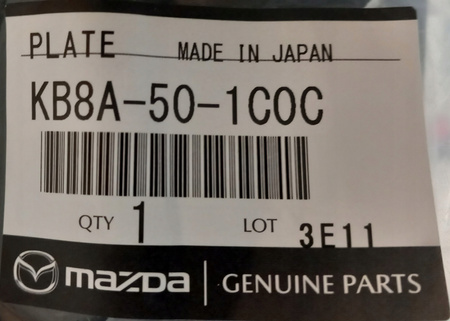 PLATE MADE IN JAPAN
KB8A-50-1C0C
QTY 1 LOT 3E11
mazda | GENUINE PARTS